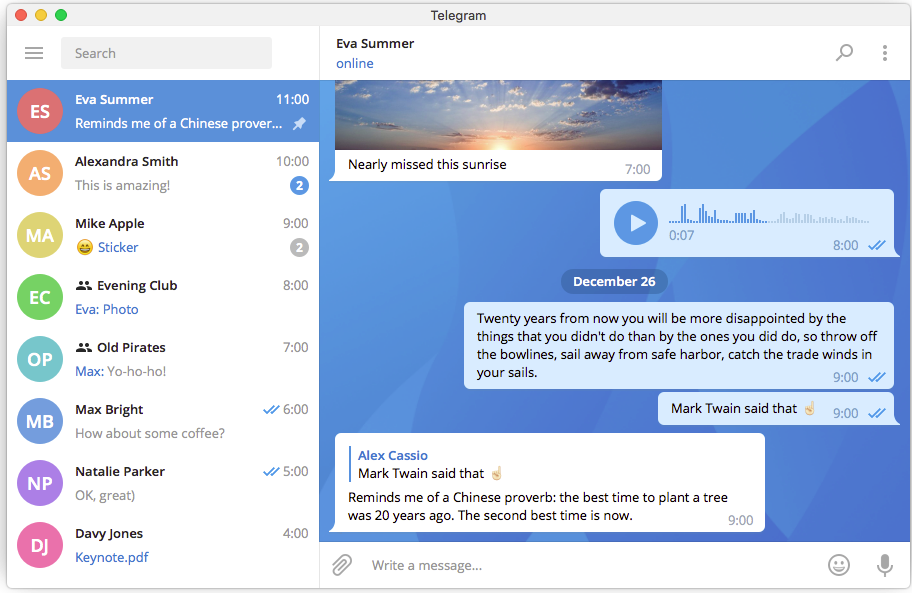 Telegram
Search
Eva Summer
online
ES
Eva Summer
11:00
Reminds me of a Chinese prover...
AS
Alexandra Smith
10:00
This is amazing!
2
MA
Mike Apple
9:00
😄 Sticker
2
EC
Evening Club
8:00
Eva: Photo
OP
Old Pirates
7:00
Max: Yo-ho-ho!
MB
Max Bright
6:00
How about some coffee?
NP
Natalie Parker
5:00
OK, great)
DJ
Davy Jones
4:00
Keynote.pdf
Nearly missed this sunrise
7:00
0:07
8:00
December 26
Twenty years from now you will be more disappointed by the
things that you didn't do than by the ones you did do, so throw off
the bowlines, sail away from safe harbor, catch the trade winds in
your sails.
9:00
Mark Twain said that ☝🏻
9:00
Alex Cassio
Mark Twain said that ☝🏻
Reminds me of a Chinese proverb: the best time to plant a tree
was 20 years ago. The second best time is now.
9:00
Write a message...